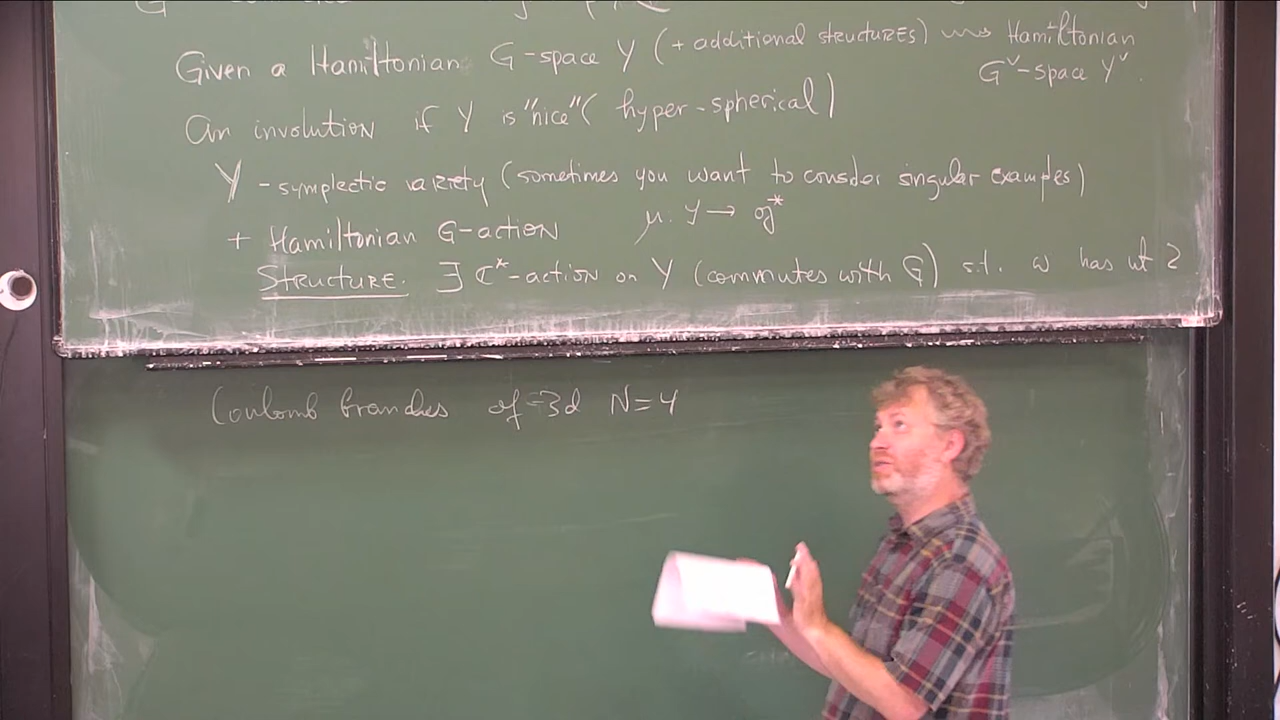 G
Given a Hamiltonian G-space Y (+ additional structures) ⇝ Hamiltonian
G^∨-space Y^∨.
An involution if Y is "nice" (hyper-spherical)
Y - symplectic variety (sometimes you want to consider singular examples)
+ Hamiltonian G-action μ: Y → 𝔤*
Structure. ∃ ℂ*-action on Y (commutes with G) s.t. ω has wt 2
Coulomb branches of 3d N=4